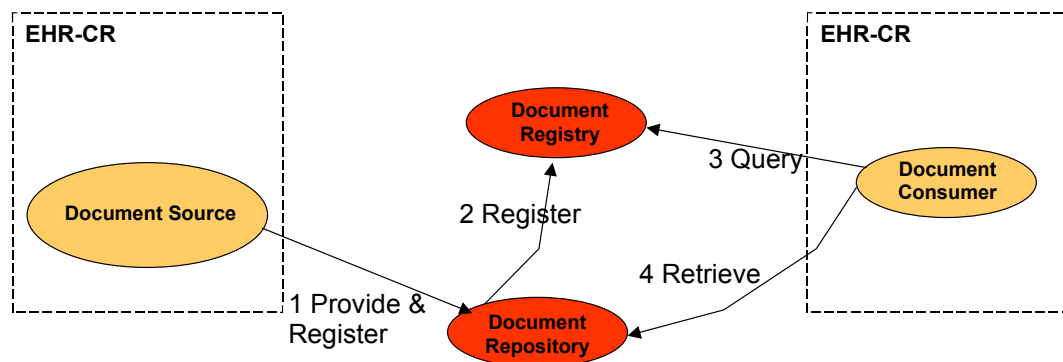 EHR-CR
EHR-CR
Document
Registry
3 Query
Document
Consumer
Document Source
2 Register
4 Retrieve
1 Provide &
Register
Document
Repository